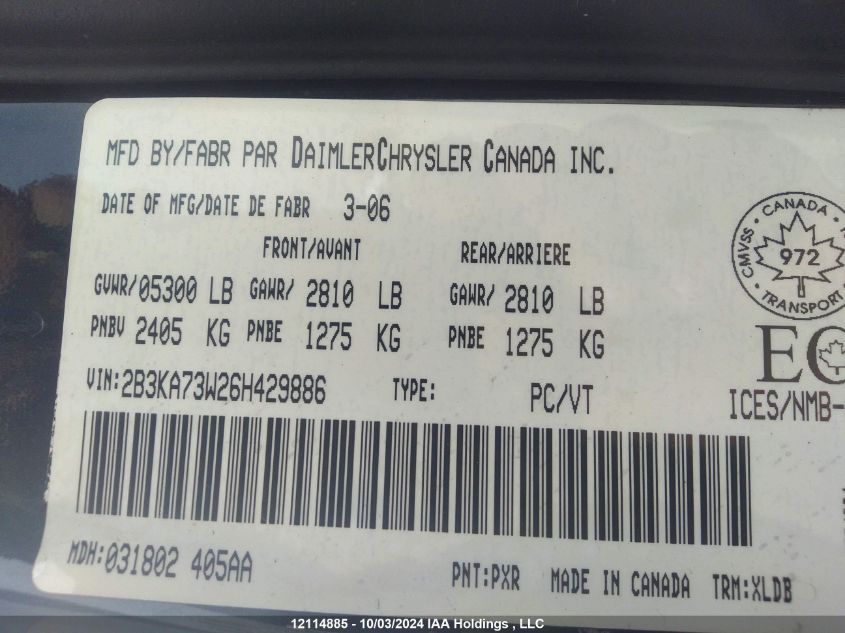 MFD BY/FABR PAR DAIMLERCHRYSLER CANADA INC.
DATE OF MFG/DATE DE FABR 3-06
FRONT/AVANT REAR/ARRIERE
GVWR/05300 LB GAWR/ 2810 LB GAWR/ 2810 LB
PNBV 2405 KG PNBE 1275 KG PNBE 1275 KG
CANADA
CMVSS
972
TRANSPORT
VIN:2B3KA73W26H429886 TYPE: PC/VT
ICES/NMB-
MDH:031802 405AA
PNT:PXR MADE IN CANADA TRM:XLDB
12114885 - 10/03/2024 IAA Holdings , LLC